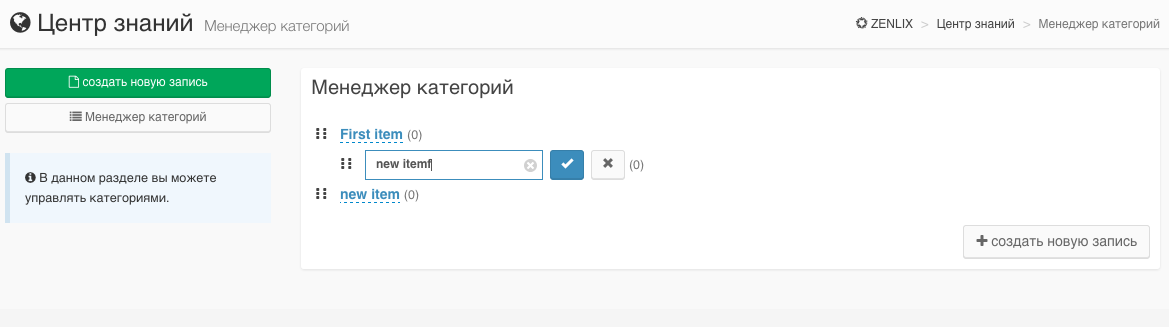 Центр знаний Менеджер категорий
ZENLIX > Центр знаний > Менеджер категорий
создать новую запись
Менеджер категорий
В данном разделе вы можете
управлять категориями.
Менеджер категорий
First item (0)
new itemf (0)
new item (0)
создать новую запись